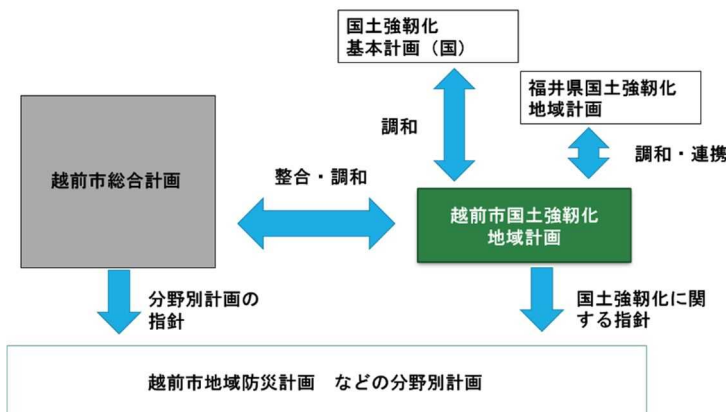 国土強靭化
基本計画（国）
福井県国土強靭化
地域計画
調和
調和・連携
越前市総合計画
整合・調和
越前市国土強靭化
地域計画
分野別計画の
指針
国土強靭化に関
する指針
越前市地域防災計画　などの分野別計画